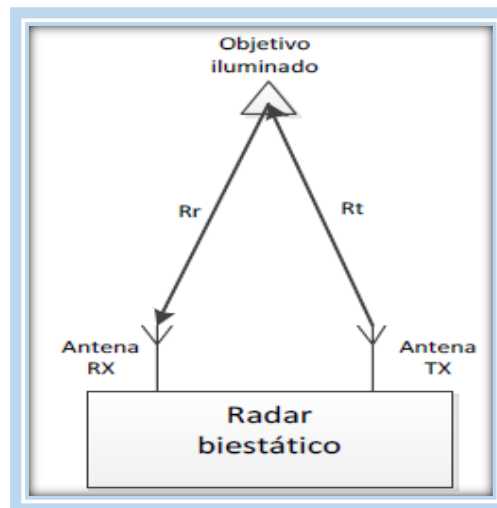 Objetivo
iluminado
Rr
Rt
Antena
RX
Antena
TX
Radar
biestático